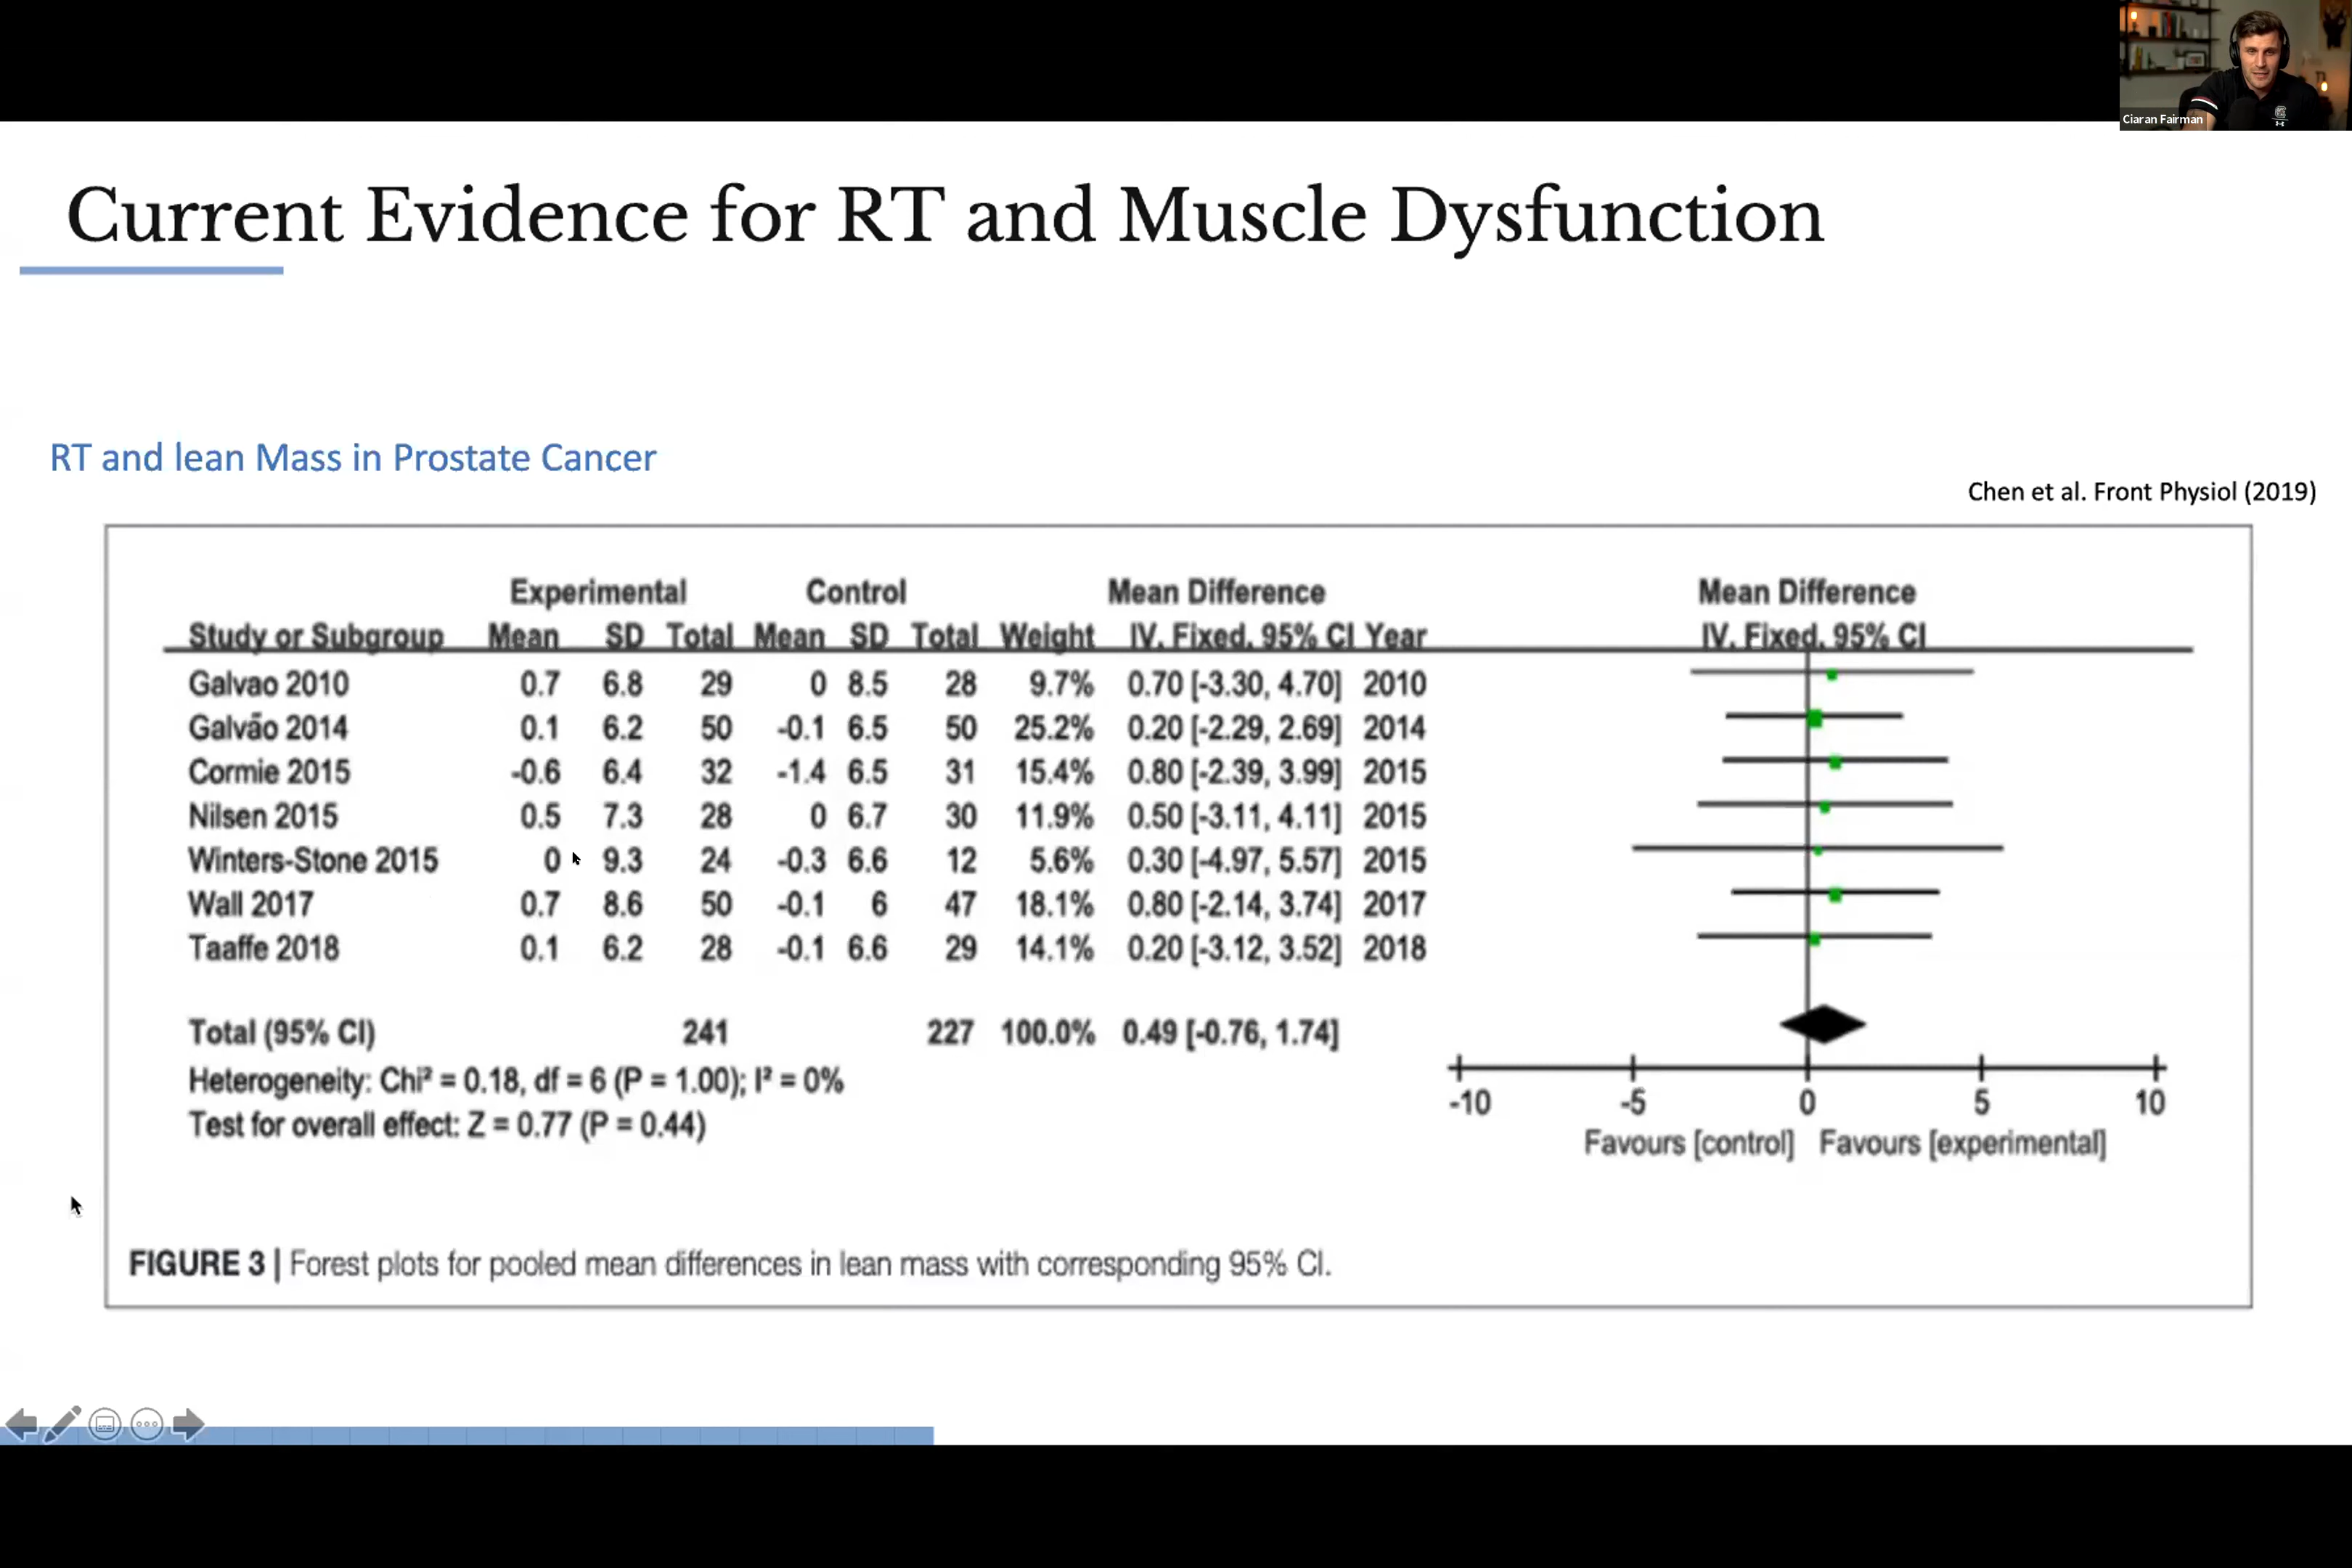 Ciaran Fairman
Current Evidence for RT and Muscle Dysfunction
RT and lean Mass in Prostate Cancer
Chen et al. Front Physiol (2019)
Experimental Control Mean Difference Mean Difference
Study or Subgroup Mean SD Total Mean SD Total Weight IV, Fixed, 95% CI Year IV, Fixed, 95% CI
Galvao 2010 0.7 6.8 29 0 8.5 28 9.7% 0.70 [-3.30, 4.70] 2010
Galvão 2014 0.1 6.2 50 -0.1 6.5 50 25.2% 0.20 [-2.29, 2.69] 2014
Cormie 2015 -0.6 6.4 32 -1.4 6.5 31 15.4% 0.80 [-2.39, 3.99] 2015
Nilsen 2015 0.5 7.3 28 0 6.7 30 11.9% 0.50 [-3.11, 4.11] 2015
Winters-Stone 2015 0 9.3 24 -0.3 6.6 12 5.6% 0.30 [-4.97, 5.57] 2015
Wall 2017 0.7 8.6 50 -0.1 6 47 18.1% 0.80 [-2.14, 3.74] 2017
Taaffe 2018 0.1 6.2 28 -0.1 6.6 29 14.1% 0.20 [-3.12, 3.52] 2018
Total (95% CI) 241 227 100.0% 0.49 [-0.76, 1.74]
Heterogeneity: Chi² = 0.18, df = 6 (P = 1.00); I² = 0%
Test for overall effect: Z = 0.77 (P = 0.44)
-10 -5 0 5 10
Favours [control] Favours [experimental]
FIGURE 3 | Forest plots for pooled mean differences in lean mass with corresponding 95% CI.